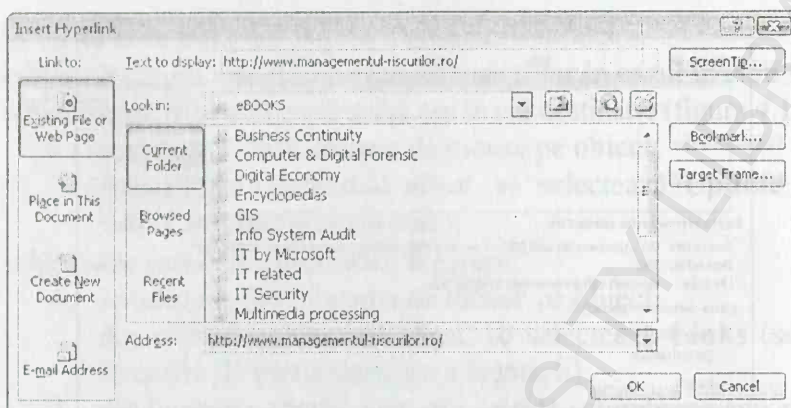 Insert Hyperlink
Link to:
Text to display: http://www.managementul-riscurilor.ro/
ScreenTip...
Existing File or
Web Page
Place in This
Document
Create New
Document
E-mail Address
Look in:
eBOOKS
Current
Folder
Browsed
Pages
Recent
Files
Business Continuity
Computer & Digital Forensic
Digital Economy
Encyclopedias
GIS
Info System Audit
IT by Microsoft
IT related
IT Security
Multimedia processing
Bookmark...
Target Frame...
Address: http://www.managementul-riscurilor.ro/
OK
Cancel
SITY LIBR